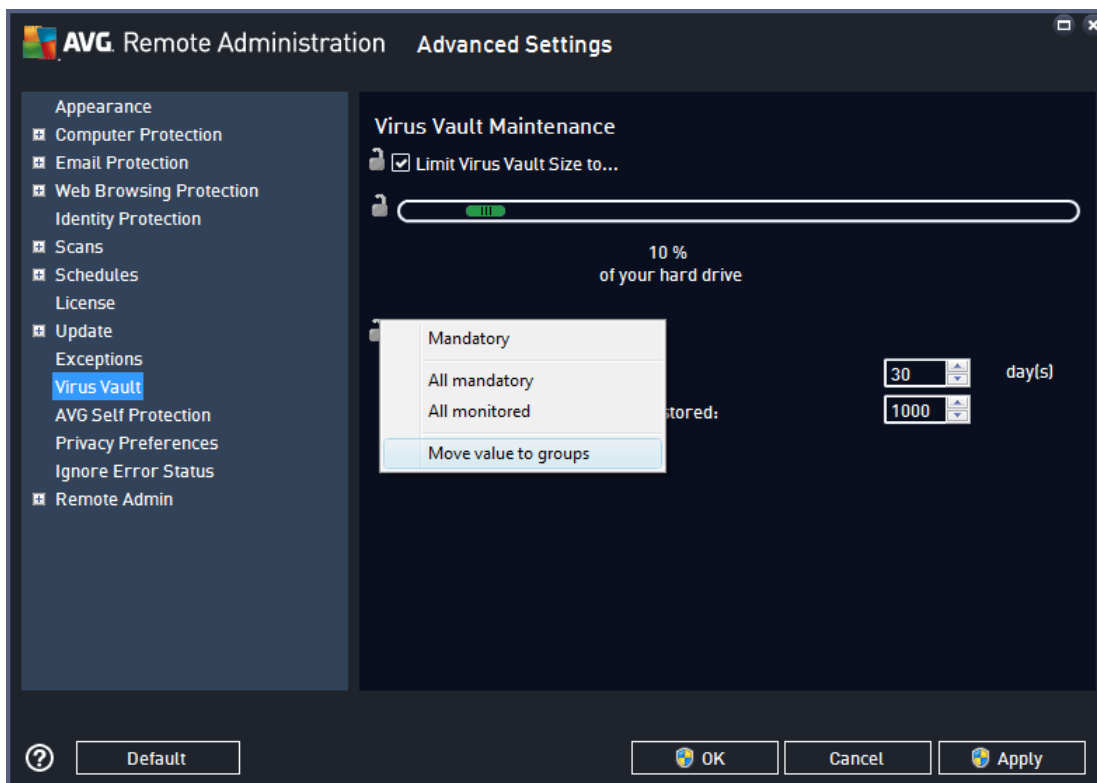 AVG. Remote Administration Advanced Settings
Appearance
Computer Protection
Email Protection
Web Browsing Protection
Identity Protection
Scans
Schedules
License
Update
Exceptions
Virus Vault
AVG Self Protection
Privacy Preferences
Ignore Error Status
Remote Admin
Virus Vault Maintenance
Limit Virus Vault Size to...
10 %
of your hard drive
Mandatory
All mandatory
All monitored
Move value to groups
30 day(s)
stored: 1000
? Default OK Cancel Apply